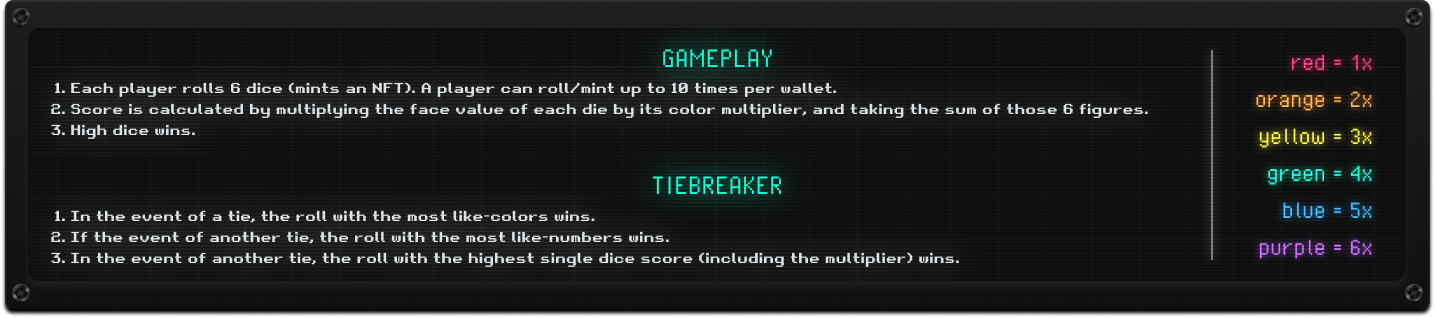 GAMEPLAY
1. Each player rolls 6 dice (mints an NFT). A player can roll/mint up to 10 times per wallet.
2. Score is calculated by multiplying the face value of each die by its color multiplier, and taking the sum of those 6 figures.
3. High dice wins.
TIEBREAKER
1. In the event of a tie, the roll with the most like-colors wins.
2. If the event of another tie, the roll with the most like-numbers wins.
3. In the event of another tie, the roll with the highest single dice score (including the multiplier) wins.
red = 1x
orange = 2x
yellow = 3x
green = 4x
blue = 5x
purple = 6x